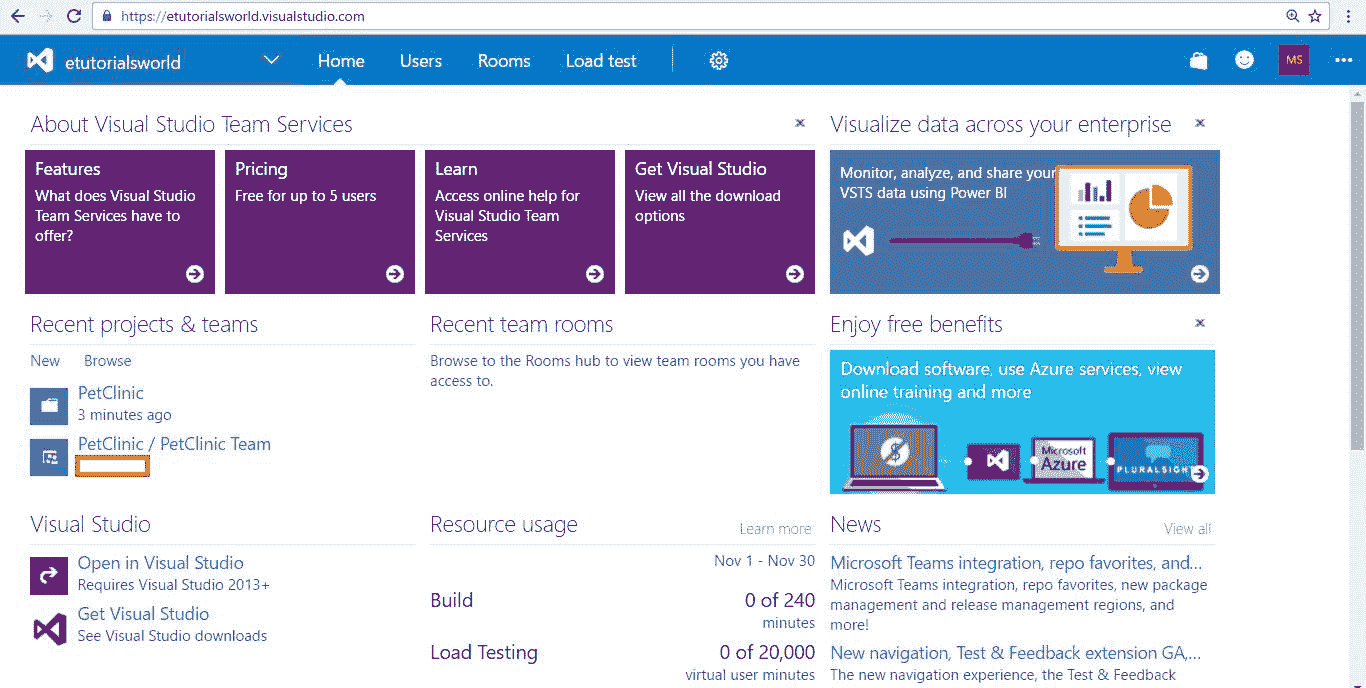 https://etutorialsworld.visualstudio.com
etutorialsworld
Home
Users
Rooms
Load test
MS
About Visual Studio Team Services
Features
What does Visual Studio
Team Services have to
offer?
Pricing
Free for up to 5 users
Learn
Access online help for
Visual Studio Team
Services
Get Visual Studio
View all the download
options
Visualize data across your enterprise
Monitor, analyze, and share your
VSTS data using Power BI
Recent projects & teams
New Browse
PetClinic
3 minutes ago
PetClinic / PetClinic Team
Recent team rooms
Browse to the Rooms hub to view team rooms you have
access to.
Enjoy free benefits
Download software, use Azure services, view
online training and more
Microsoft
Azure
PLURALSIGHT
Visual Studio
Open in Visual Studio
Requires Visual Studio 2013+
Get Visual Studio
See Visual Studio downloads
Resource usage
Learn more
Nov 1 - Nov 30
Build
0 of 240
minutes
Load Testing
0 of 20,000
virtual user minutes
News
View all
Microsoft Teams integration, repo favorites, and...
Microsoft Teams integration, repo favorites, new package
management and release management regions, and
more!
New navigation, Test & Feedback extension GA,...
The new navigation experience, the Test & Feedback